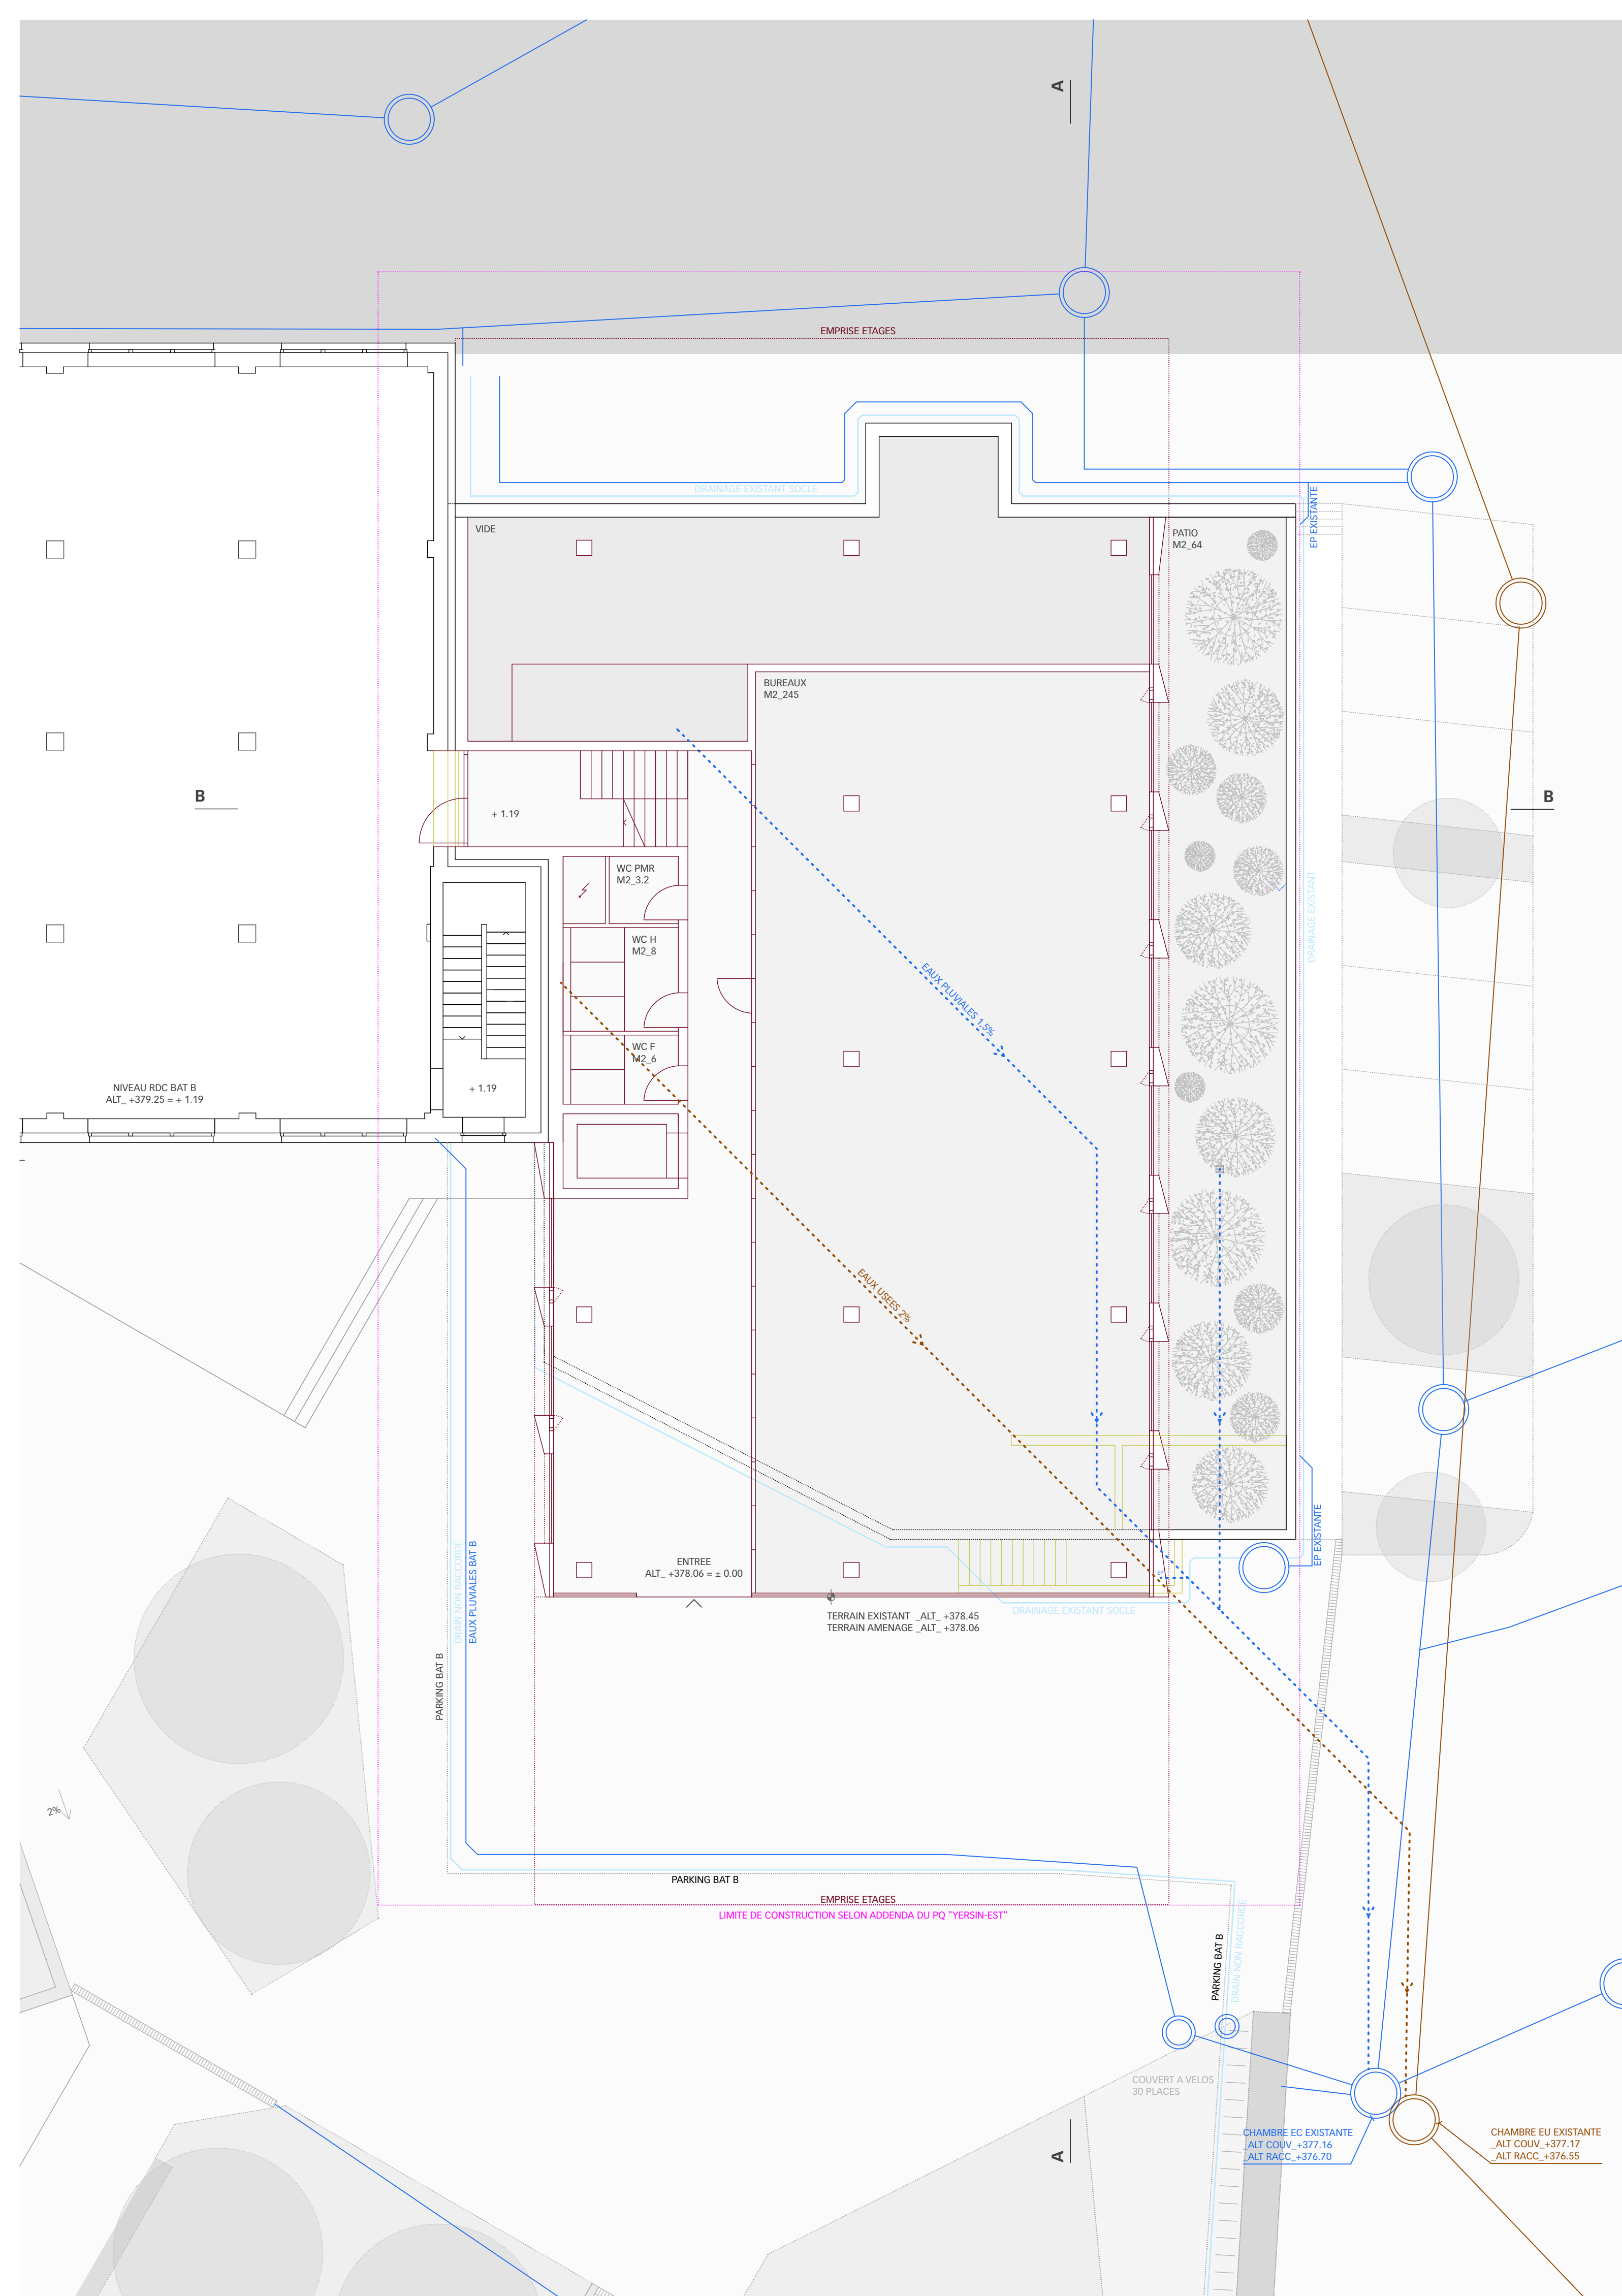 A
EMPRISE ETAGES
DRAINAGE EXISTANT SOCLE
EP EXISTANTE
VIDE
PATIO
M2_64
BUREAUX
M2_245
B
B
+ 1.19
WC PMR
M2_3.2
WC H
M2_8
WC F
M2_6
DRAINAGE EXISTANT
EAUX PLUVIALES 1,5%
NIVEAU RDC BAT B
ALT_ +379.25 = + 1.19
+ 1.19
EAUX USEES 2%
DRAIN NON RACCORDE
EAUX PLUVIALES BAT B
EP EXISTANTE
ENTREE
ALT_ +378.06 = ± 0.00
EP
DRAINAGE EXISTANT SOCLE
TERRAIN EXISTANT _ALT_ +378.45
TERRAIN AMENAGE _ALT_ +378.06
PARKING BAT B
2%
PARKING BAT B
EMPRISE ETAGES
LIMITE DE CONSTRUCTION SELON ADDENDA DU PQ "YERSIN-EST"
PARKING BAT B
DRAIN NON RACCORDE
COUVERT A VELOS
30 PLACES
A
CHAMBRE EC EXISTANTE
_ALT COUV_+377.16
_ALT RACC_+376.70
CHAMBRE EU EXISTANTE
_ALT COUV_+377.17
_ALT RACC_+376.55